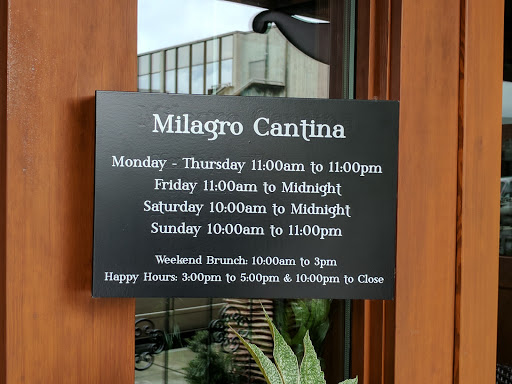 Milagro Cantina
Monday - Thursday 11:00am to 11:00pm
Friday 11:00am to Midnight
Saturday 10:00am to Midnight
Sunday 10:00am to 11:00pm
Weekend Brunch: 10:00am to 3pm
Happy Hours: 3:00pm to 5:00pm & 10:00pm to Close